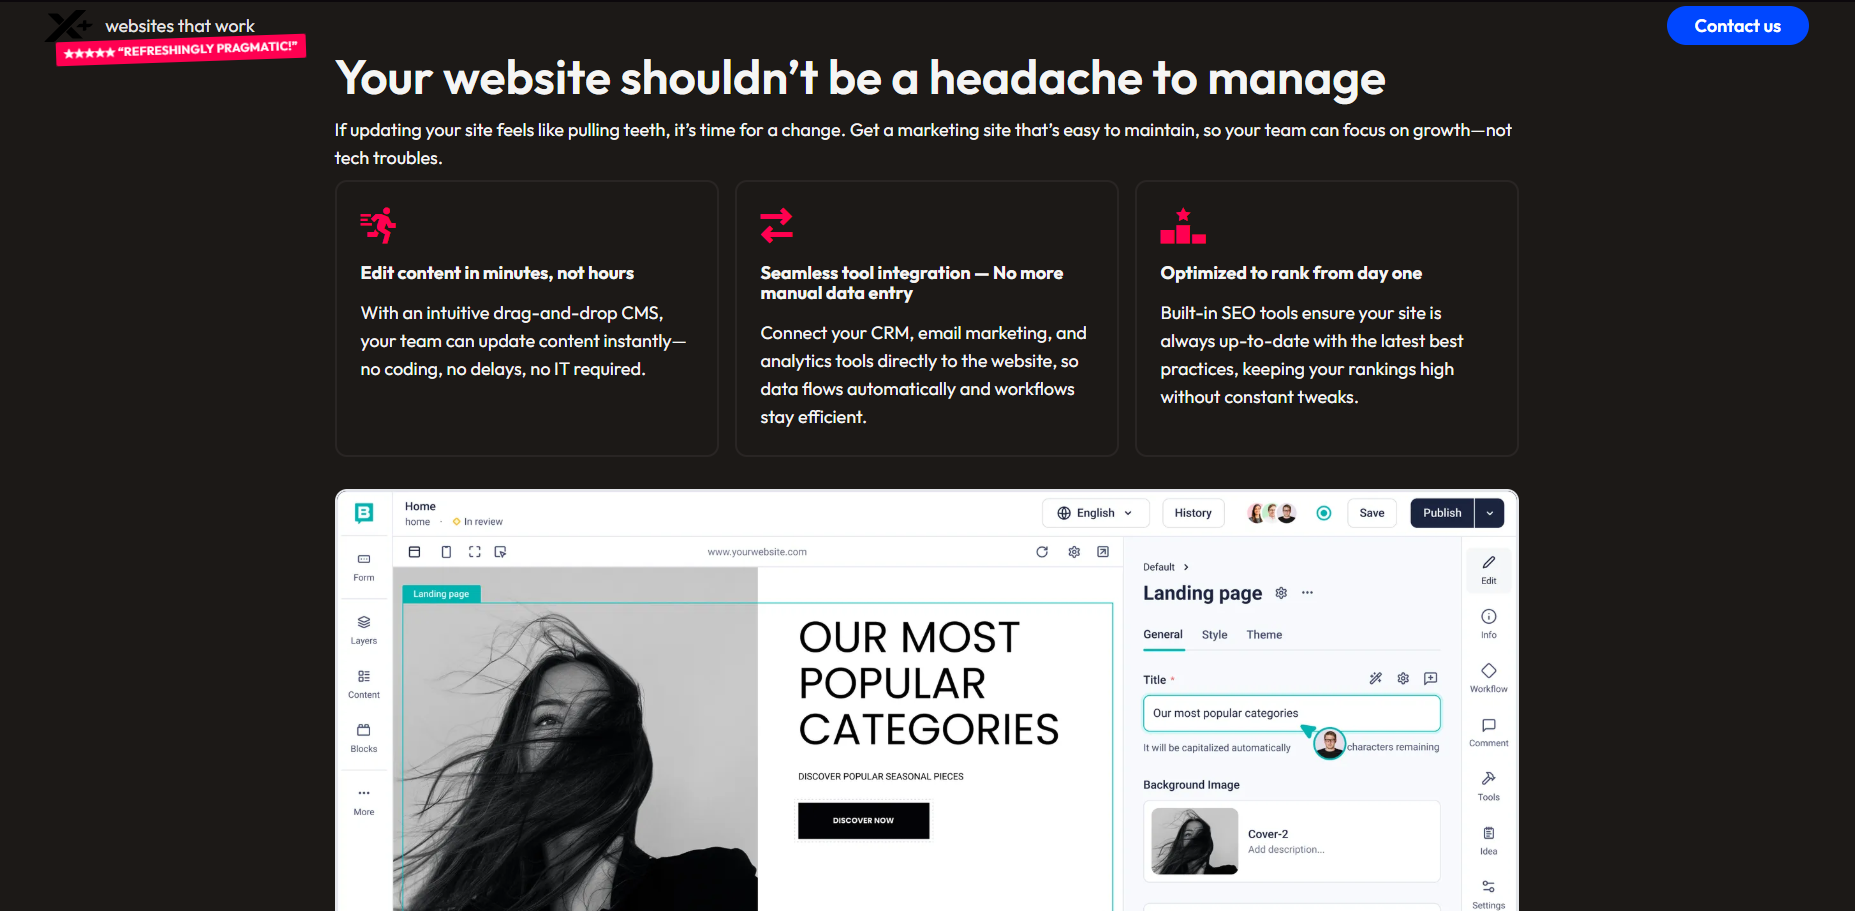 websites that work
★★★★★ “REFRESHINGLY PRAGMATIC!”
Contact us
Your website shouldn’t be a headache to manage
If updating your site feels like pulling teeth, it’s time for a change. Get a marketing site that’s easy to maintain, so your team can focus on growth—not
tech troubles.
Edit content in minutes, not hours
With an intuitive drag-and-drop CMS,
your team can update content instantly—
no coding, no delays, no IT required.
Seamless tool integration — No more
manual data entry
Connect your CRM, email marketing, and
analytics tools directly to the website, so
data flows automatically and workflows
stay efficient.
Optimized to rank from day one
Built-in SEO tools ensure your site is
always up-to-date with the latest best
practices, keeping your rankings high
without constant tweaks.
B
Home
home · In review
English
History
Save
Publish
www.yourwebsite.com
Form
Layers
Content
Blocks
More
Landing page
OUR MOST
POPULAR
CATEGORIES
DISCOVER POPULAR SEASONAL PIECES
DISCOVER NOW
Default
Landing page
General Style Theme
Title *
Our most popular categories
It will be capitalized automatically
characters remaining
Background Image
Cover-2
Add description...
Edit
Info
Workflow
Comment
Tools
Idea
Settings